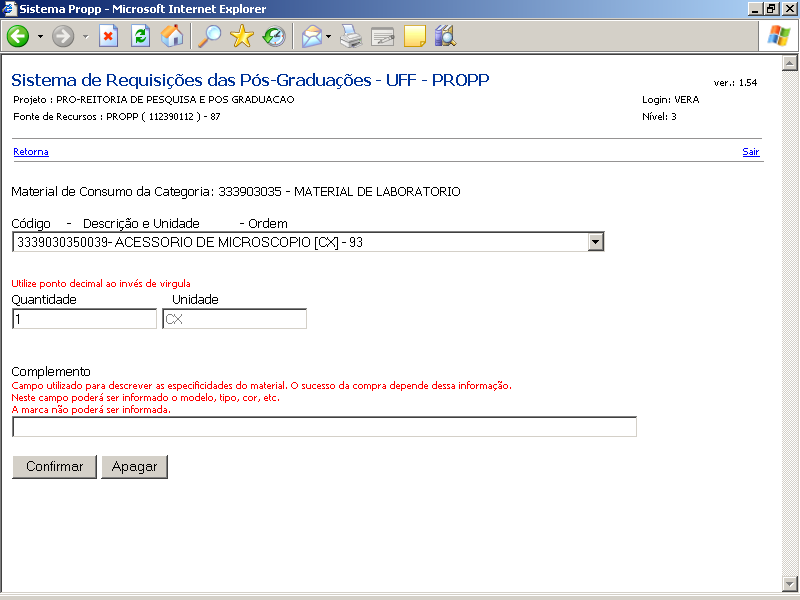 Sistema Propp - Microsoft Internet Explorer
Sistema de Requisições das Pós-Graduações - UFF - PROPP
ver.: 1.54
Projeto : PRO-REITORIA DE PESQUISA E POS GRADUACAO
Login: VERA
Fonte de Recursos : PROPP ( 112390112 ) - 87
Nível: 3
Retorna
Sair
Material de Consumo da Categoria: 333903035 - MATERIAL DE LABORATORIO
Código - Descrição e Unidade - Ordem
3339030350039- ACESSORIO DE MICROSCOPIO [CX] - 93
Utilize ponto decimal ao invés de virgula
Quantidade Unidade
1 CX
Complemento
Campo utilizado para descrever as especificidades do material. O sucesso da compra depende dessa informação.
Neste campo poderá ser informado o modelo, tipo, cor, etc.
A marca não poderá ser informada.
Confirmar Apagar